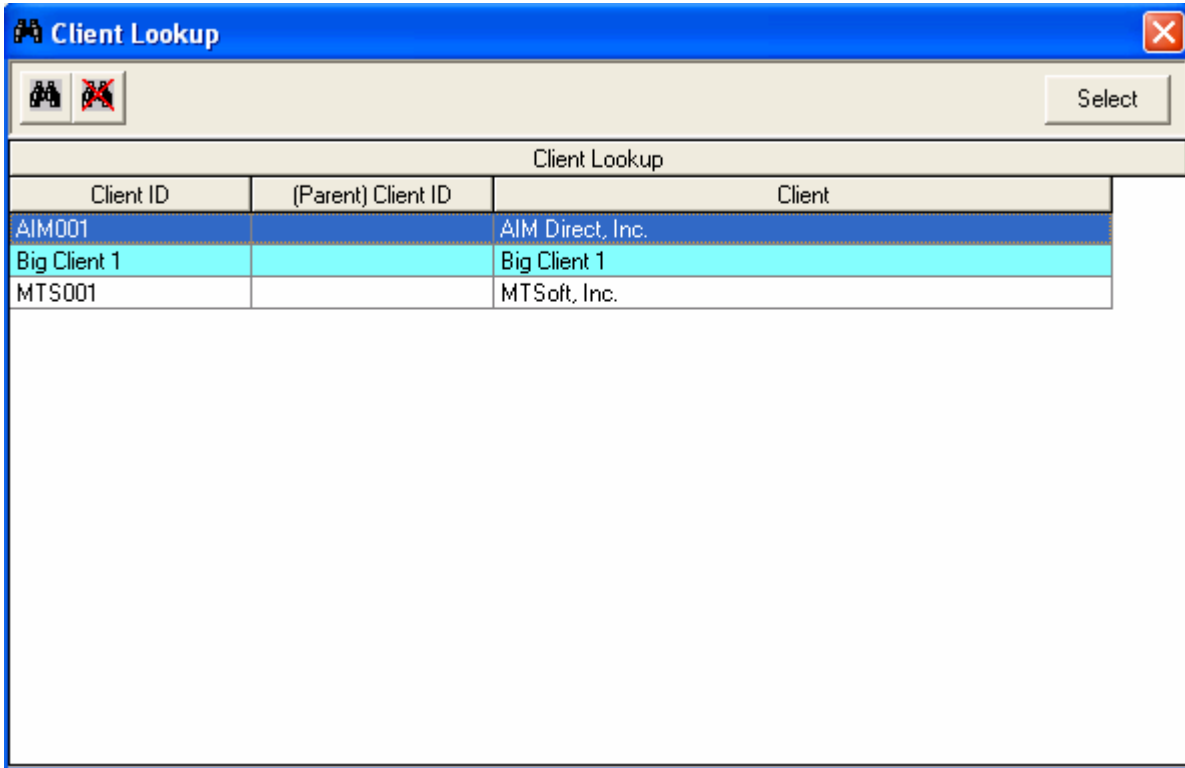 Client Lookup
Select
Client Lookup
Client ID (Parent) Client ID Client
AIM001 AIM Direct, Inc.
Big Client 1 Big Client 1
MTS001 MTSoft, Inc.